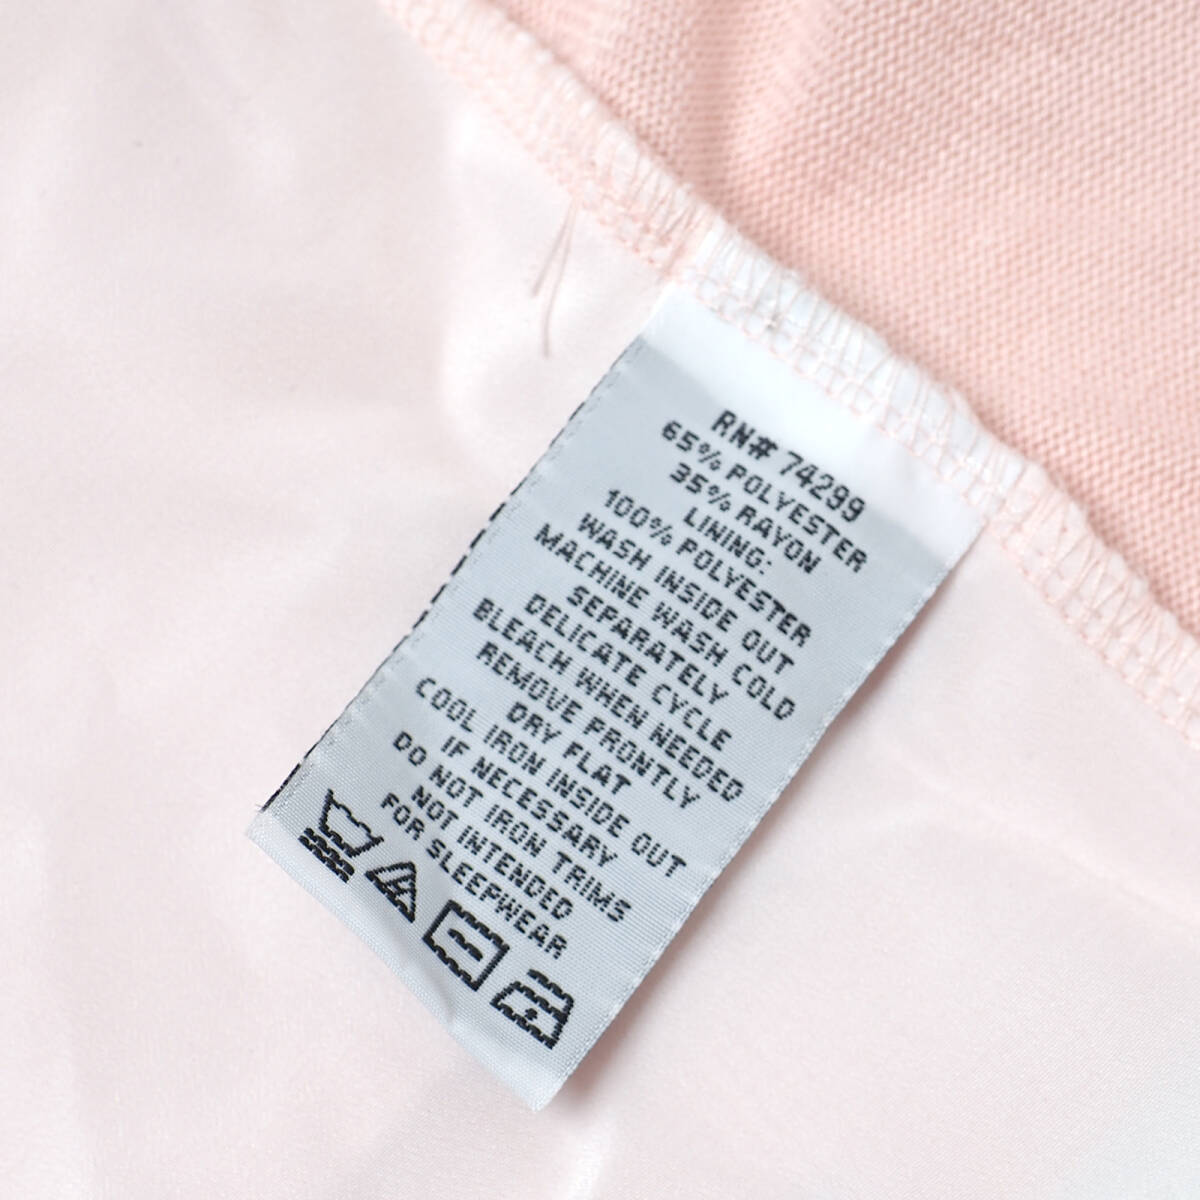 RN# 74299
65% POLYESTER
35% RAYON
LINING:
100% POLYESTER
WASH INSIDE OUT
MACHINE WASH COLD
SEPARATELY
DELICATE CYCLE
BLEACH WHEN NEEDED
REMOVE PRONTLY
DRY FLAT
COOL IRON INSIDE OUT
IF NECESSARY
DO NOT IRON TRIMS
NOT INTENDED
FOR SLEEPWEAR